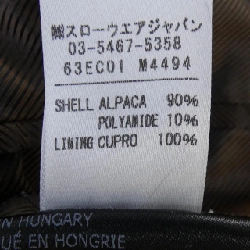 ㈱スローウエアジャパン
03-5467-5358
63EC01 M4494
SHELL ALPACA 90%
POLYAMIDE 10%
LINING CUPRO 100%
N HUNGARY
UÉ EN HONGRIE